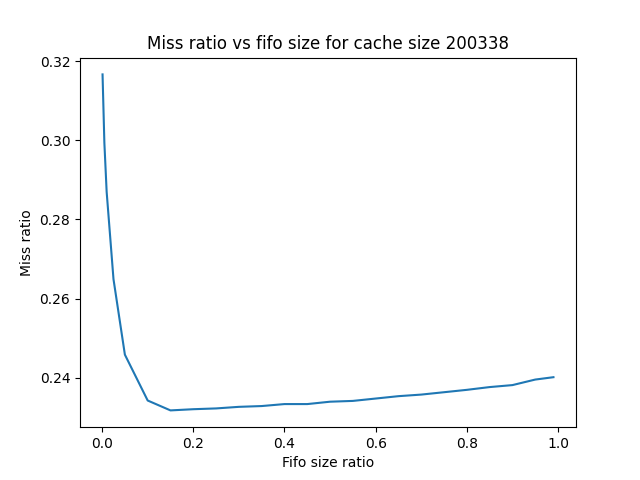 Miss ratio vs fifo size for cache size 200338
Miss ratio
0.32
0.30
0.28
0.26
0.24
0.0 0.2 0.4 0.6 0.8 1.0
Fifo size ratio